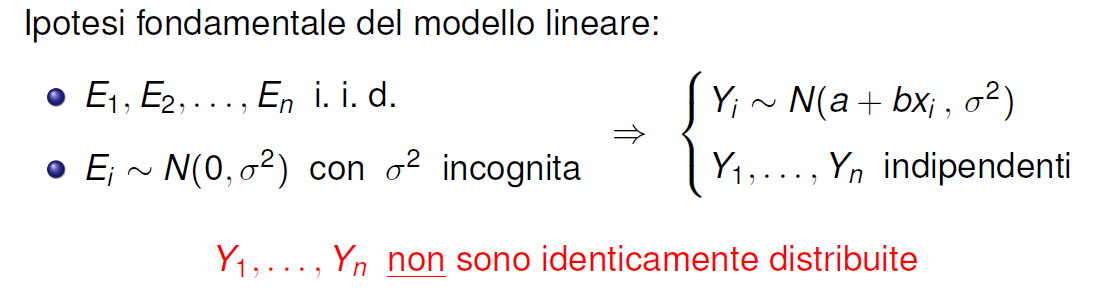 Ipotesi fondamentale del modello lineare:
E₁, E₂, . . . , Eₙ i. i. d.
Eᵢ ∼ N(0, σ²) con σ² incognita
⇒
Yᵢ ∼ N(a + bxᵢ , σ²)
Y₁, . . . , Yₙ indipendenti
Y₁, . . . , Yₙ non sono identicamente distribuite